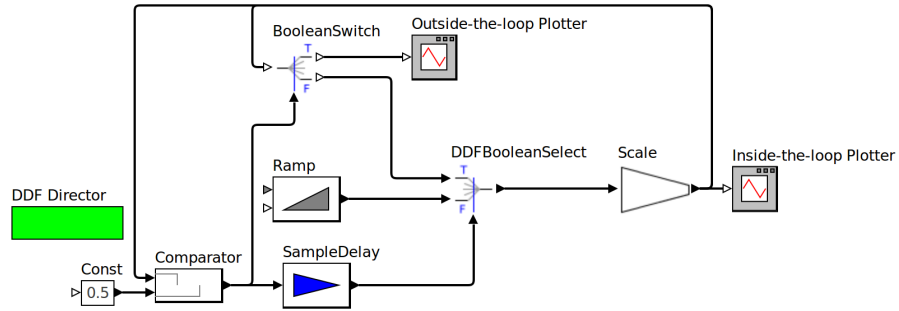 Outside-the-loop Plotter
BooleanSwitch
T
F
DDFBooleanSelect
Scale
Inside-the-loop Plotter
Ramp
T
F
DDF Director
SampleDelay
Comparator
Const
0.5